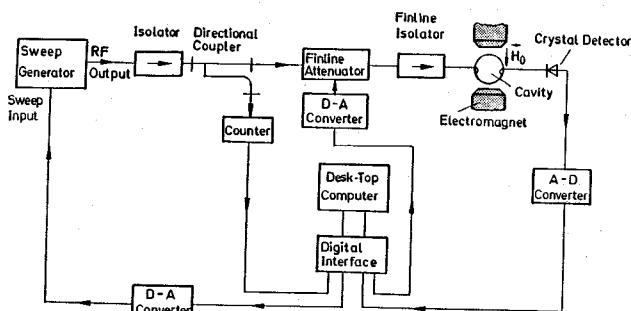 Isolator
Directional
Coupler
Finline
Isolator
Sweep
Generator
RF
Output
Finline
Attenuator
H₀
Crystal Detector
Cavity
Electromagnet
Sweep
Input
D-A
Converter
Counter
Desk-Top
Computer
A-D
Converter
Digital
Interface
D-A
Converter